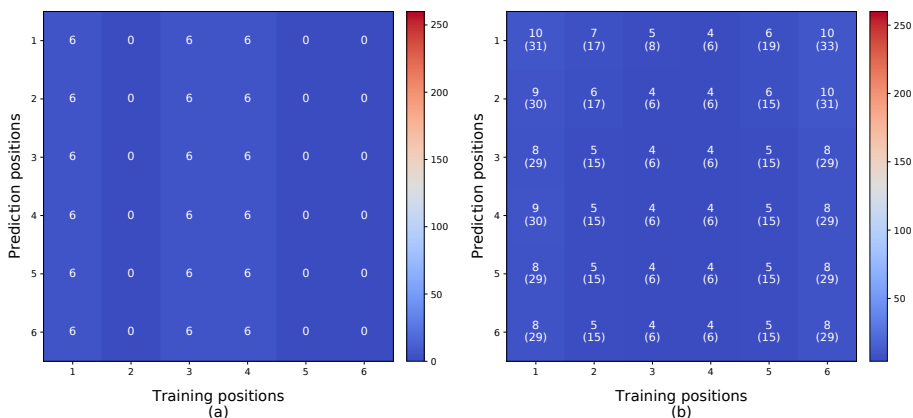 1 6 0 6 6 0 0
2 6 0 6 6 0 0
3 6 0 6 6 0 0
4 6 0 6 6 0 0
5 6 0 6 6 0 0
6 6 0 6 6 0 0
1 2 3 4 5 6
Prediction positions
Training positions
(a)
250
200
150
100
50
0
1 10 7 5 4 6 10
(31) (17) (8) (6) (19) (33)
2 9 6 4 4 6 10
(30) (17) (6) (6) (15) (31)
3 8 5 4 4 5 8
(29) (15) (6) (6) (15) (29)
4 9 5 4 4 5 8
(30) (15) (6) (6) (15) (29)
5 8 5 4 4 5 8
(29) (15) (6) (6) (15) (29)
6 8 5 4 4 5 8
(29) (15) (6) (6) (15) (29)
1 2 3 4 5 6
Prediction positions
Training positions
(b)
250
200
150
100
50